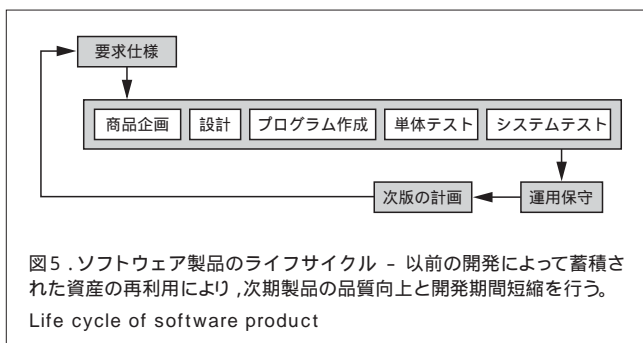 要求仕様
商品企画 設計 プログラム作成 単体テスト システムテスト
次版の計画 運用保守
図5．ソフトウェア製品のライフサイクル － 以前の開発によって蓄積さ
れた資産の再利用により，次期製品の品質向上と開発期間短縮を行う。
Life cycle of software product